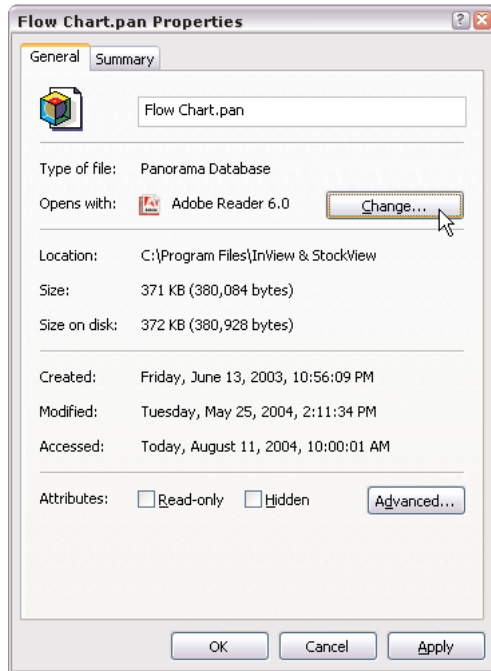 Flow Chart.pan Properties
General Summary
Flow Chart.pan
Type of file: Panorama Database
Opens with: Adobe Reader 6.0 Change...
Location: C:\Program Files\InView & StockView
Size: 371 KB (380,084 bytes)
Size on disk: 372 KB (380,928 bytes)
Created: Friday, June 13, 2003, 10:56:09 PM
Modified: Tuesday, May 25, 2004, 2:11:34 PM
Accessed: Today, August 11, 2004, 10:00:01 AM
Attributes: Read-only Hidden Advanced...
OK Cancel Apply